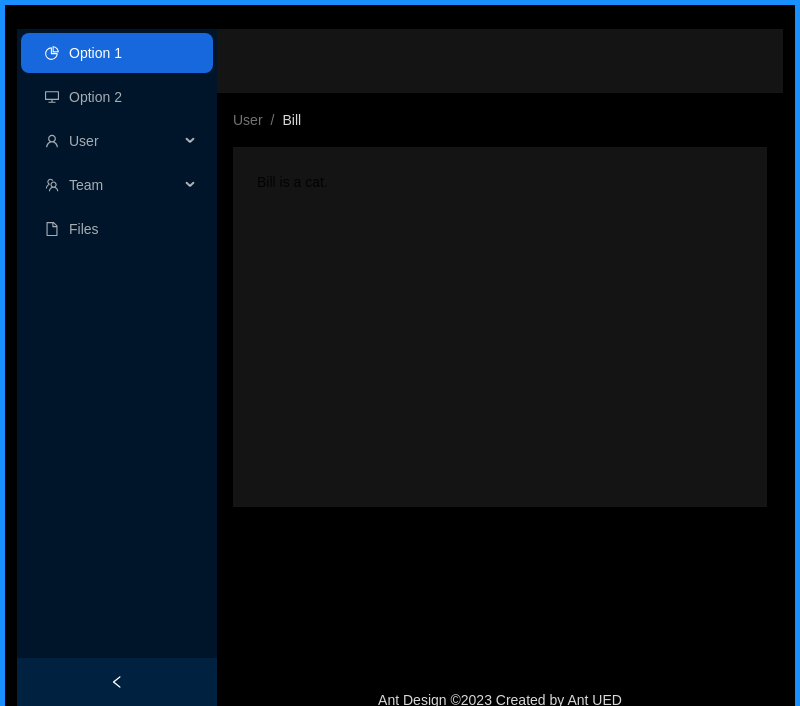 Option 1
Option 2
User
Team
Files
User / Bill
Bill is a cat.
Ant Design ©2023 Created by Ant UED